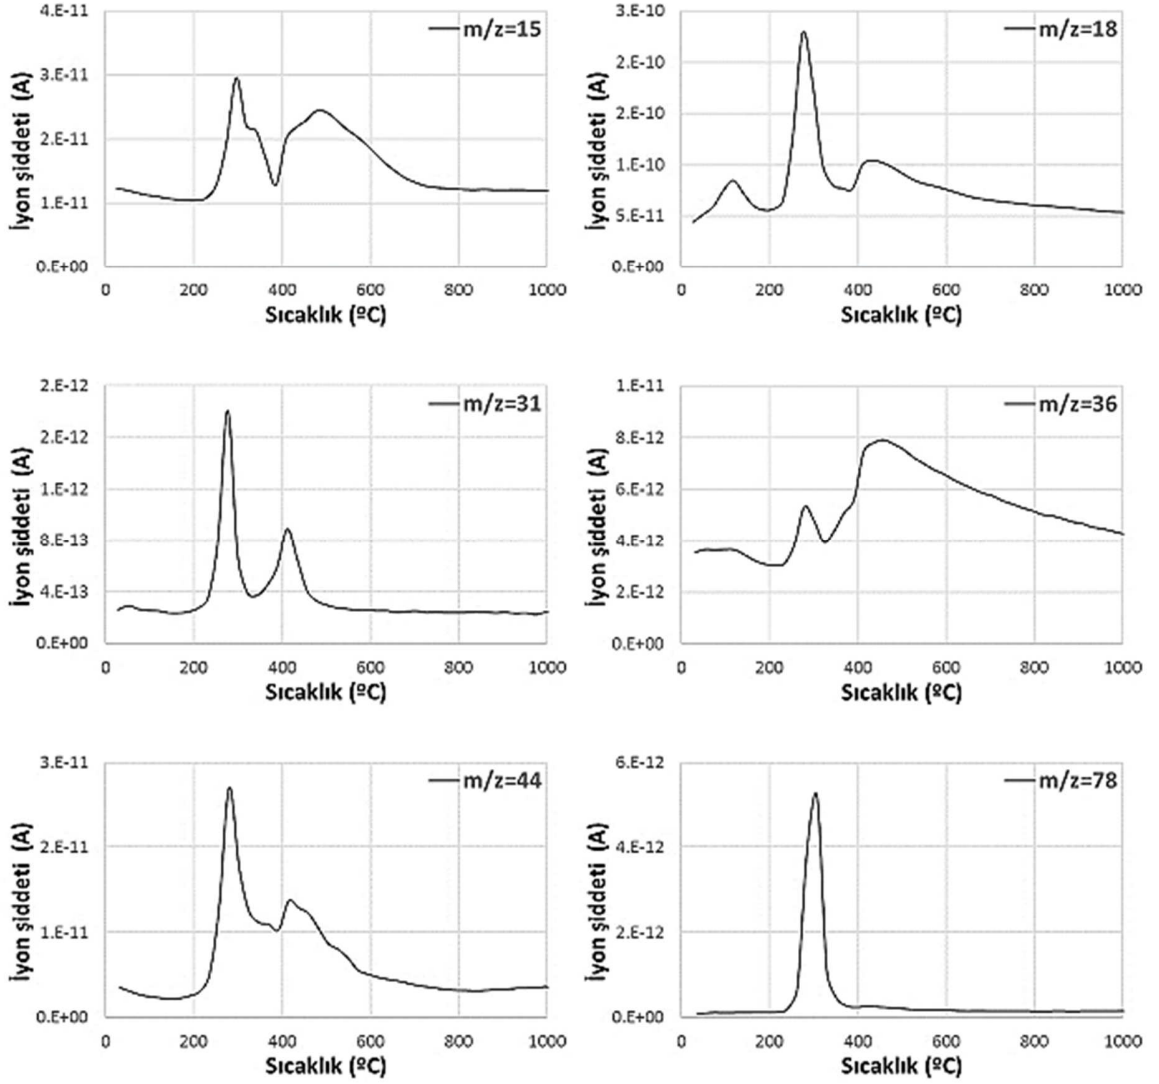 4.E-11
3.E-11
2.E-11
1.E-11
0.E+00
İyon şiddeti (A)
m/z=15
0 200 400 600 800 1000
Sıcaklık (ºC)
3.E-10
2.E-10
2.E-10
1.E-10
5.E-11
0.E+00
İyon şiddeti (A)
m/z=18
0 200 400 600 800 1000
Sıcaklık (ºC)
2.E-12
2.E-12
1.E-12
8.E-13
4.E-13
0.E+00
İyon şiddeti (A)
m/z=31
0 200 400 600 800 1000
Sıcaklık (ºC)
1.E-11
8.E-12
6.E-12
4.E-12
2.E-12
0.E+00
İyon şiddeti (A)
m/z=36
0 200 400 600 800 1000
Sıcaklık (ºC)
3.E-11
2.E-11
1.E-11
0.E+00
İyon şiddeti (A)
m/z=44
0 200 400 600 800 1000
Sıcaklık (ºC)
6.E-12
4.E-12
2.E-12
0.E+00
İyon şiddeti (A)
m/z=78
0 200 400 600 800 1000
Sıcaklık (ºC)